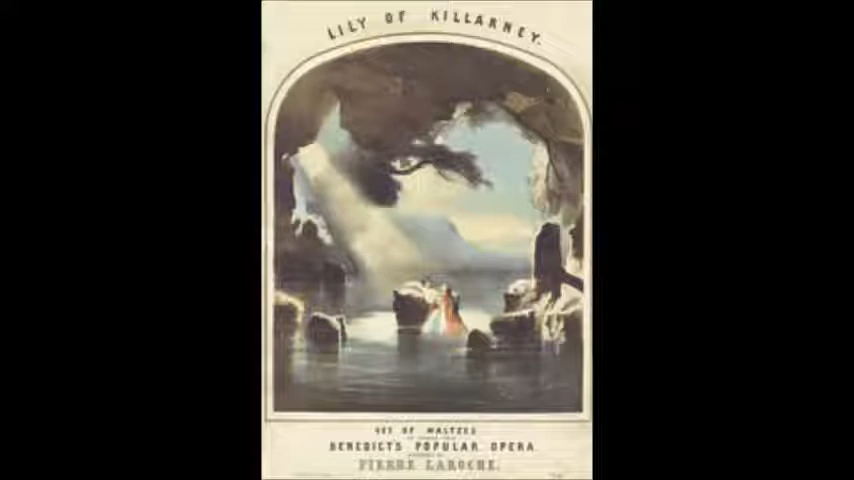 LILY OF KILLARNEY.
SET OF WALTZES
BENEDICT'S POPULAR OPERA
PIERRE LAROCHE.